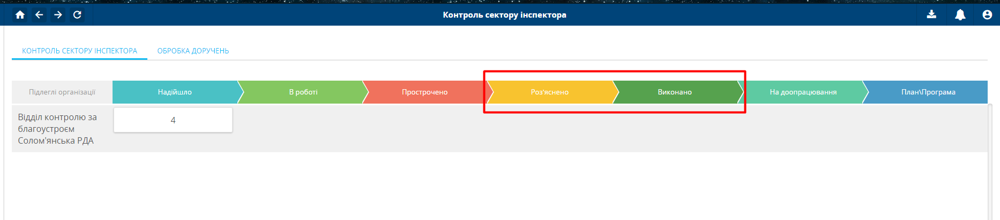 Контроль сектору інспектора
КОНТРОЛЬ СЕКТОРУ ІНСПЕКТОРА
ОБРОБКА ДОРУЧЕНЬ
Підлеглі організації
Надійшло
В роботі
Прострочено
Роз'яснено
Виконано
На доопрацювання
План\Програма
Відділ контролю за
благоустроєм
Солом'янська РДА
4